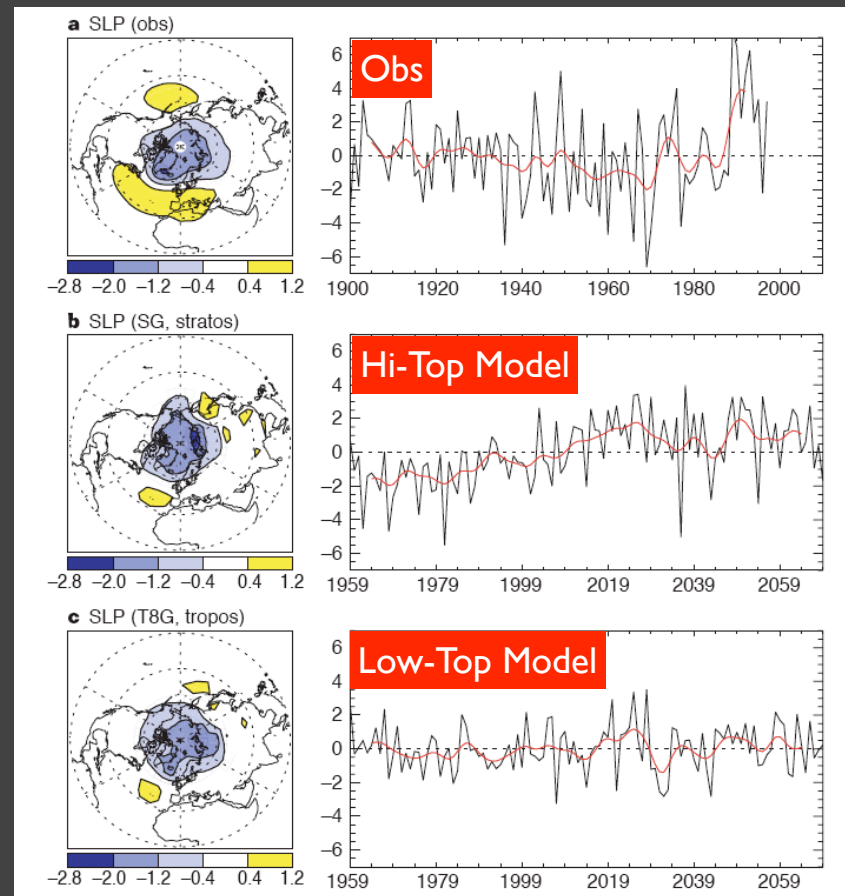 a SLP (obs)
Obs
6
4
2
0
−2
−4
−6
1900 1920 1940 1960 1980 2000
−2.8 −2.0 −1.2 −0.4 0.4 1.2
b SLP (SG, stratos)
Hi-Top Model
6
4
2
0
−2
−4
−6
1959 1979 1999 2019 2039 2059
−2.8 −2.0 −1.2 −0.4 0.4 1.2
c SLP (T8G, tropos)
Low-Top Model
6
4
2
0
−2
−4
−6
1959 1979 1999 2019 2039 2059
−2.8 −2.0 −1.2 −0.4 0.4 1.2